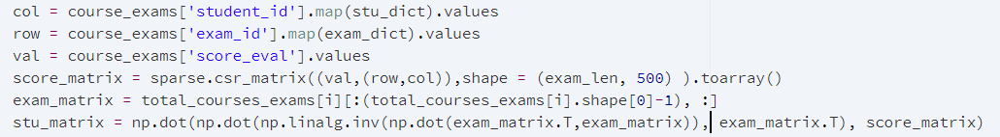 col = course_exams['student_id'].map(stu_dict).values
row = course_exams['exam_id'].map(exam_dict).values
val = course_exams['score_eval'].values
score_matrix = sparse.csr_matrix((val,(row,col)),shape = (exam_len, 500) ).toarray()
exam_matrix = total_courses_exams[i][:(total_courses_exams[i].shape[0]-1), :]
stu_matrix = np.dot(np.dot(np.linalg.inv(np.dot(exam_matrix.T,exam_matrix)), exam_matrix.T), score_matrix)